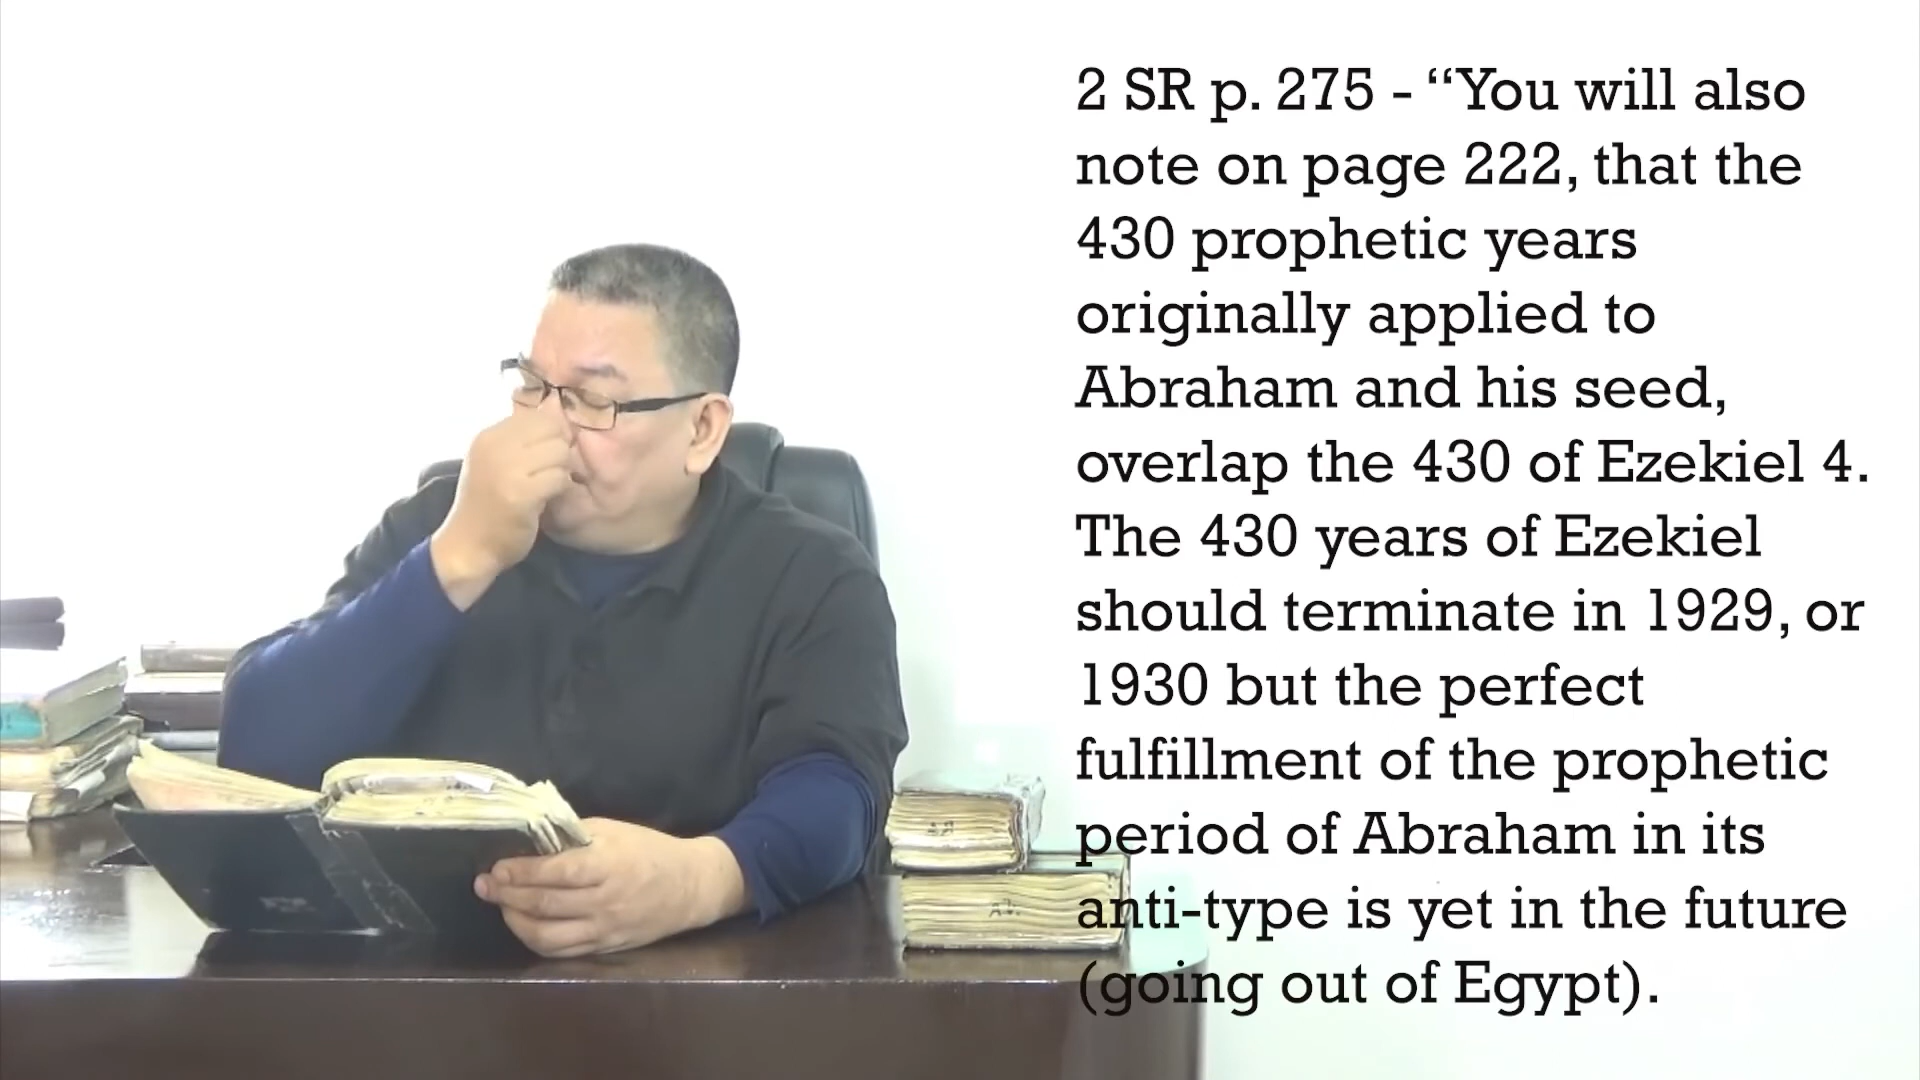 2 SR p. 275 - “You will also
note on page 222, that the
430 prophetic years
originally applied to
Abraham and his seed,
overlap the 430 of Ezekiel 4.
The 430 years of Ezekiel
should terminate in 1929, or
1930 but the perfect
fulfillment of the prophetic
period of Abraham in its
anti-type is yet in the future
(going out of Egypt).